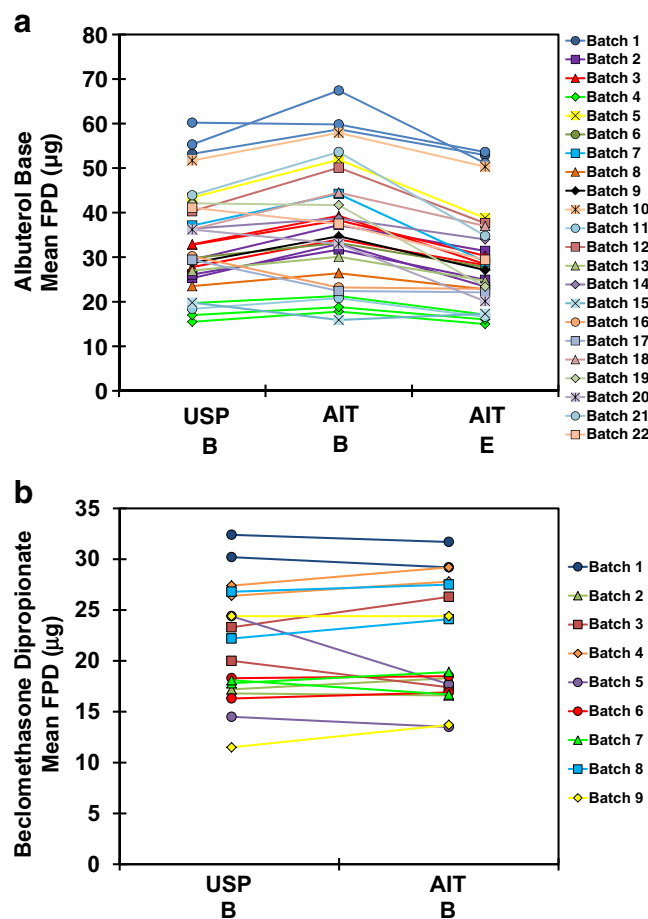 a
80
70
60
50
40
30
20
10
0
Albuterol Base
Mean FPD (µg)
USP
B
AIT
B
AIT
E
Batch 1
Batch 2
Batch 3
Batch 4
Batch 5
Batch 6
Batch 7
Batch 8
Batch 9
Batch 10
Batch 11
Batch 12
Batch 13
Batch 14
Batch 15
Batch 16
Batch 17
Batch 18
Batch 19
Batch 20
Batch 21
Batch 22
b
35
30
25
20
15
10
5
0
Beclomethasone Dipropionate
Mean FPD (µg)
USP
B
AIT
B
Batch 1
Batch 2
Batch 3
Batch 4
Batch 5
Batch 6
Batch 7
Batch 8
Batch 9